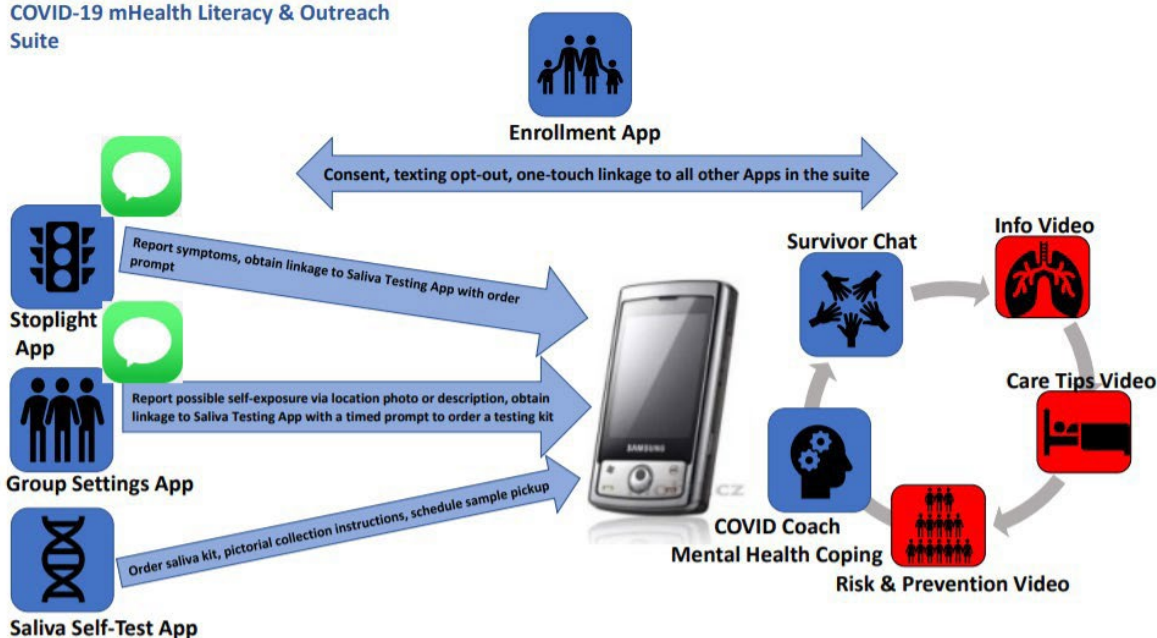 COVID-19 mHealth Literacy & Outreach
Suite
Enrollment App
Consent, texting opt-out, one-touch linkage to all other Apps in the suite
Report symptoms, obtain linkage to Saliva Testing App with order
prompt
Stoplight
App
Report possible self-exposure via location photo or description, obtain
linkage to Saliva Testing App with a timed prompt to order a testing kit
Group Settings App
Order saliva kit, pictorial collection instructions, schedule sample pickup
Saliva Self-Test App
SAMSUNG
Survivor Chat
Info Video
Care Tips Video
Risk & Prevention Video
COVID Coach
Mental Health Coping